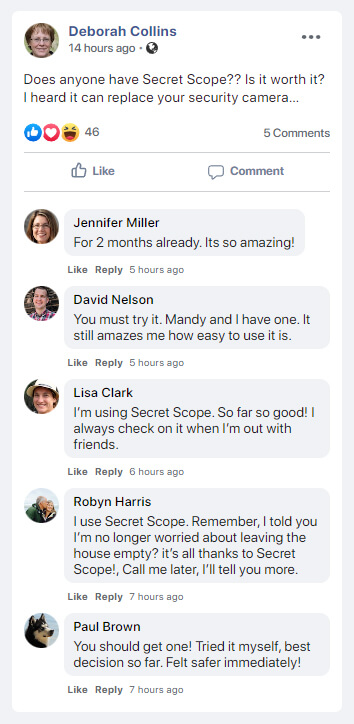 Deborah Collins
14 hours ago ·
Does anyone have Secret Scope?? Is it worth it?
I heard it can replace your security camera...
46
5 Comments
Like
Comment
Jennifer Miller
For 2 months already. Its so amazing!
Like Reply 5 hours ago
David Nelson
You must try it. Mandy and I have one. It
still amazes me how easy to use it is.
Like Reply 5 hours ago
Lisa Clark
I'm using Secret Scope. So far so good! I
always check on it when I'm out with
friends.
Like Reply 6 hours ago
Robyn Harris
I use Secret Scope. Remember, I told you
I'm no longer worried about leaving the
house empty? it's all thanks to Secret
Scope!, Call me later, I'll tell you more.
Like Reply 7 hours ago
Paul Brown
You should get one! Tried it myself, best
decision so far. Felt safer immediately!
Like Reply 7 hours ago